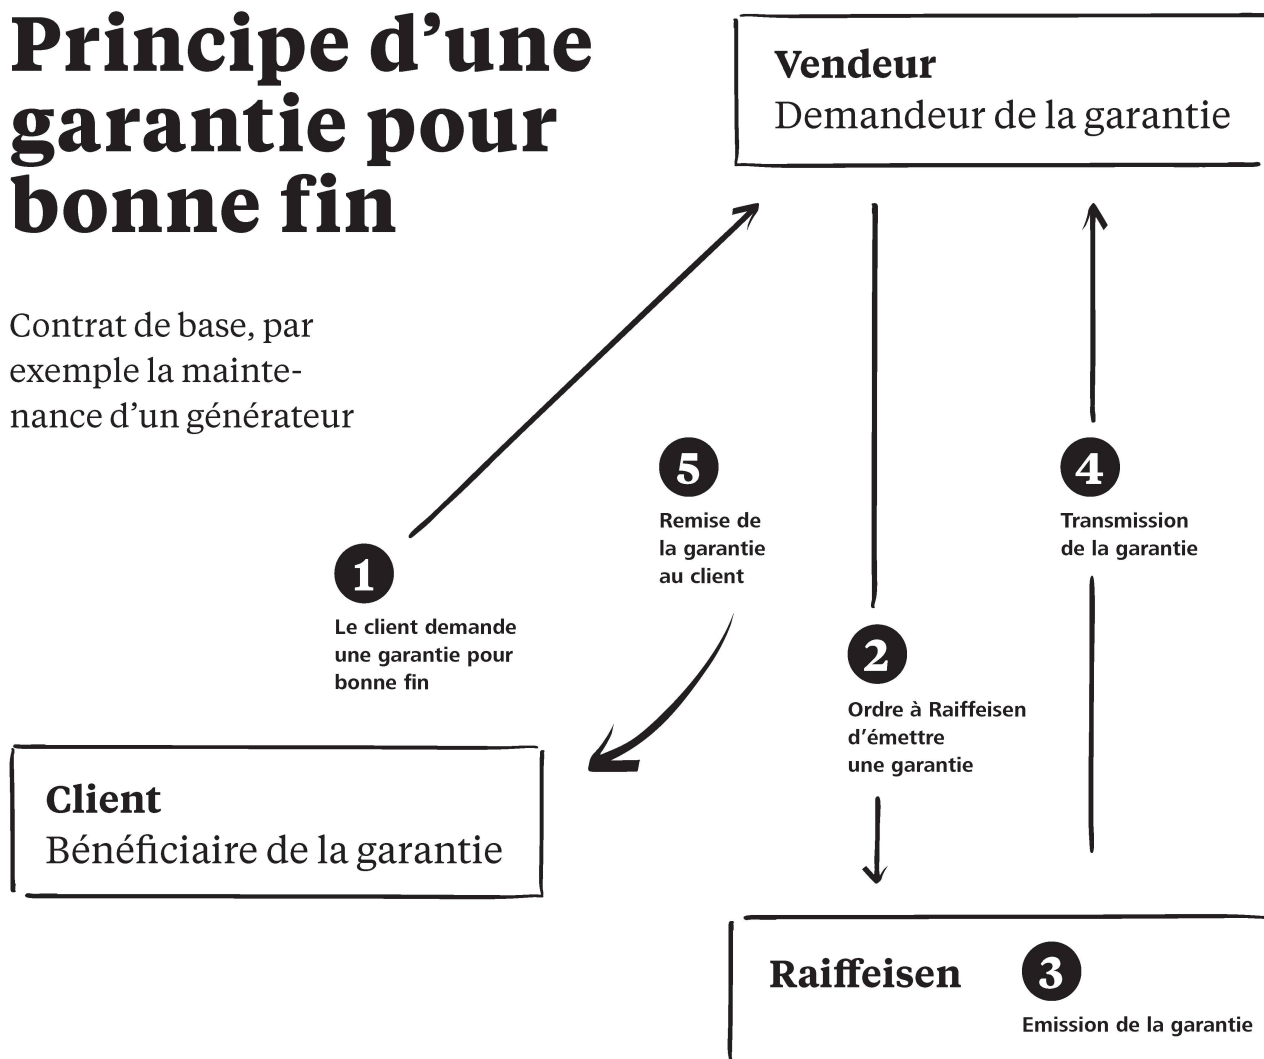 Principe d’une
garantie pour
bonne fin
Contrat de base, par
exemple la mainte-
nance d’un générateur
Vendeur
Demandeur de la garantie
1
Le client demande
une garantie pour
bonne fin
5
Remise de
la garantie
au client
2
Ordre à Raiffeisen
d’émettre
une garantie
4
Transmission
de la garantie
Client
Bénéficiaire de la garantie
Raiffeisen
3
Emission de la garantie